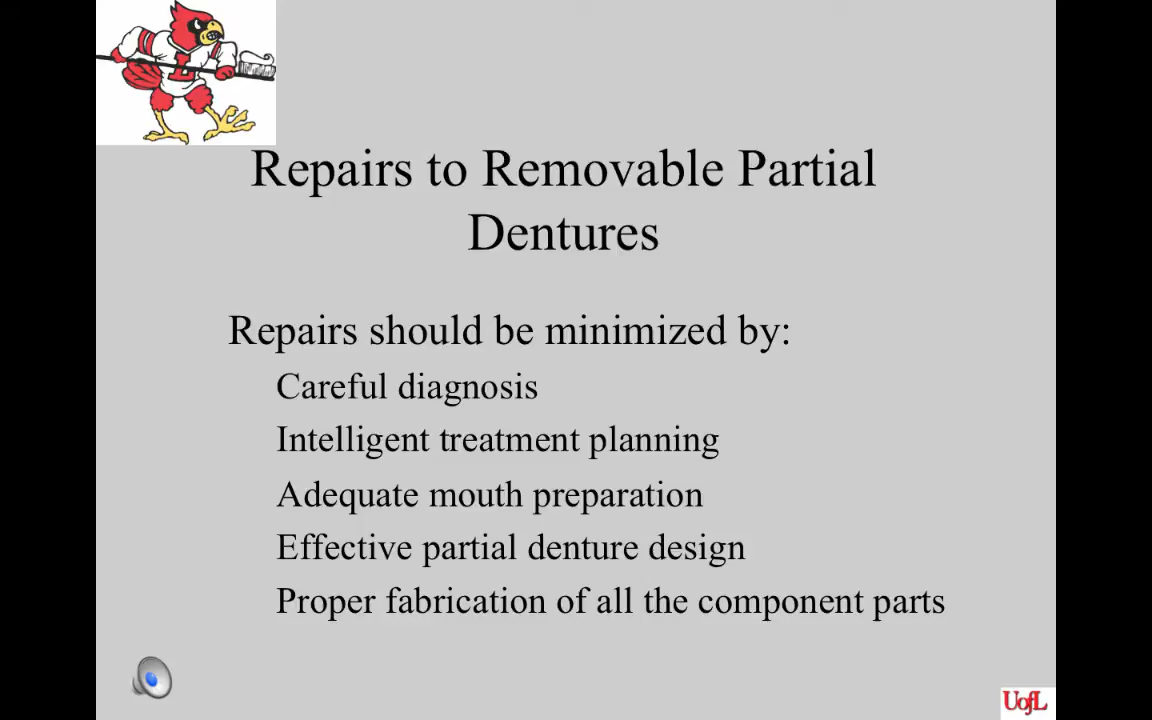 L
Repairs to Removable Partial
Dentures
Repairs should be minimized by:
Careful diagnosis
Intelligent treatment planning
Adequate mouth preparation
Effective partial denture design
Proper fabrication of all the component parts
UofL